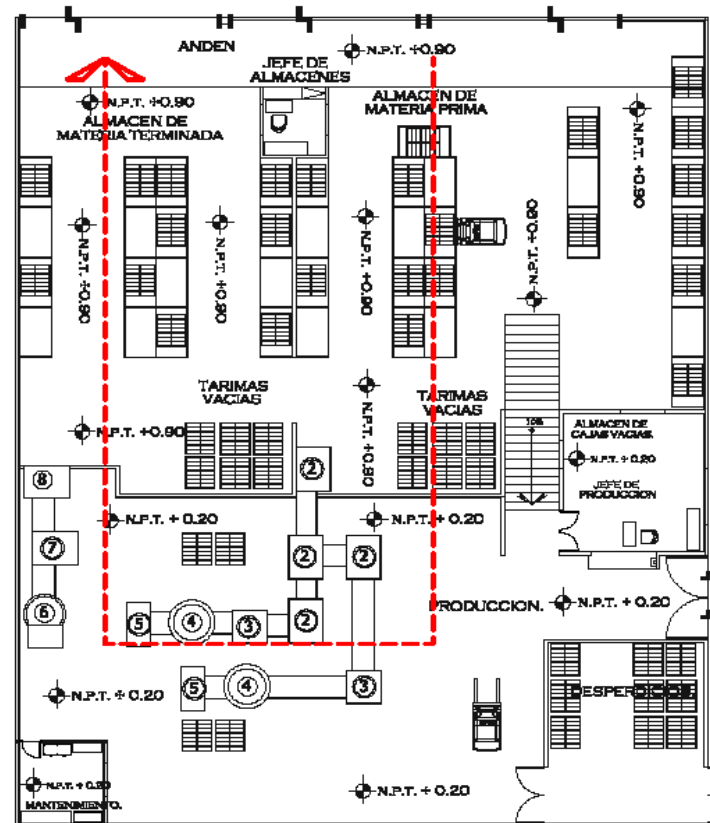 ANDEN
N.P.T. +0.90
JEFE DE
ALMACENES
N.P.T. +0.90
ALMACEN DE
MATERIA TERMINADA
ALMACEN DE
MATERIA PRIMA
N.P.T. +0.90
N.P.T. +0.90
N.P.T. +0.90
N.P.T. +0.90
N.P.T. +0.90
TARIMAS
VACIAS
N.P.T. +0.90
TARIMAS
VACIAS
N.P.T. +0.90
ALMACEN DE
CAJAS VACIAS.
N.P.T. + 0.20
JEFE DE
PRODUCCION
8
2
N.P.T. + 0.20
N.P.T. + 0.20
7
2
2
6
5
4
3
2
PRODUCCION.
N.P.T. + 0.20
5
4
3
N.P.T. + 0.20
DESPERDICIOS.
N.P.T. + 0.20
MANTENIMIENTO.
N.P.T. + 0.20